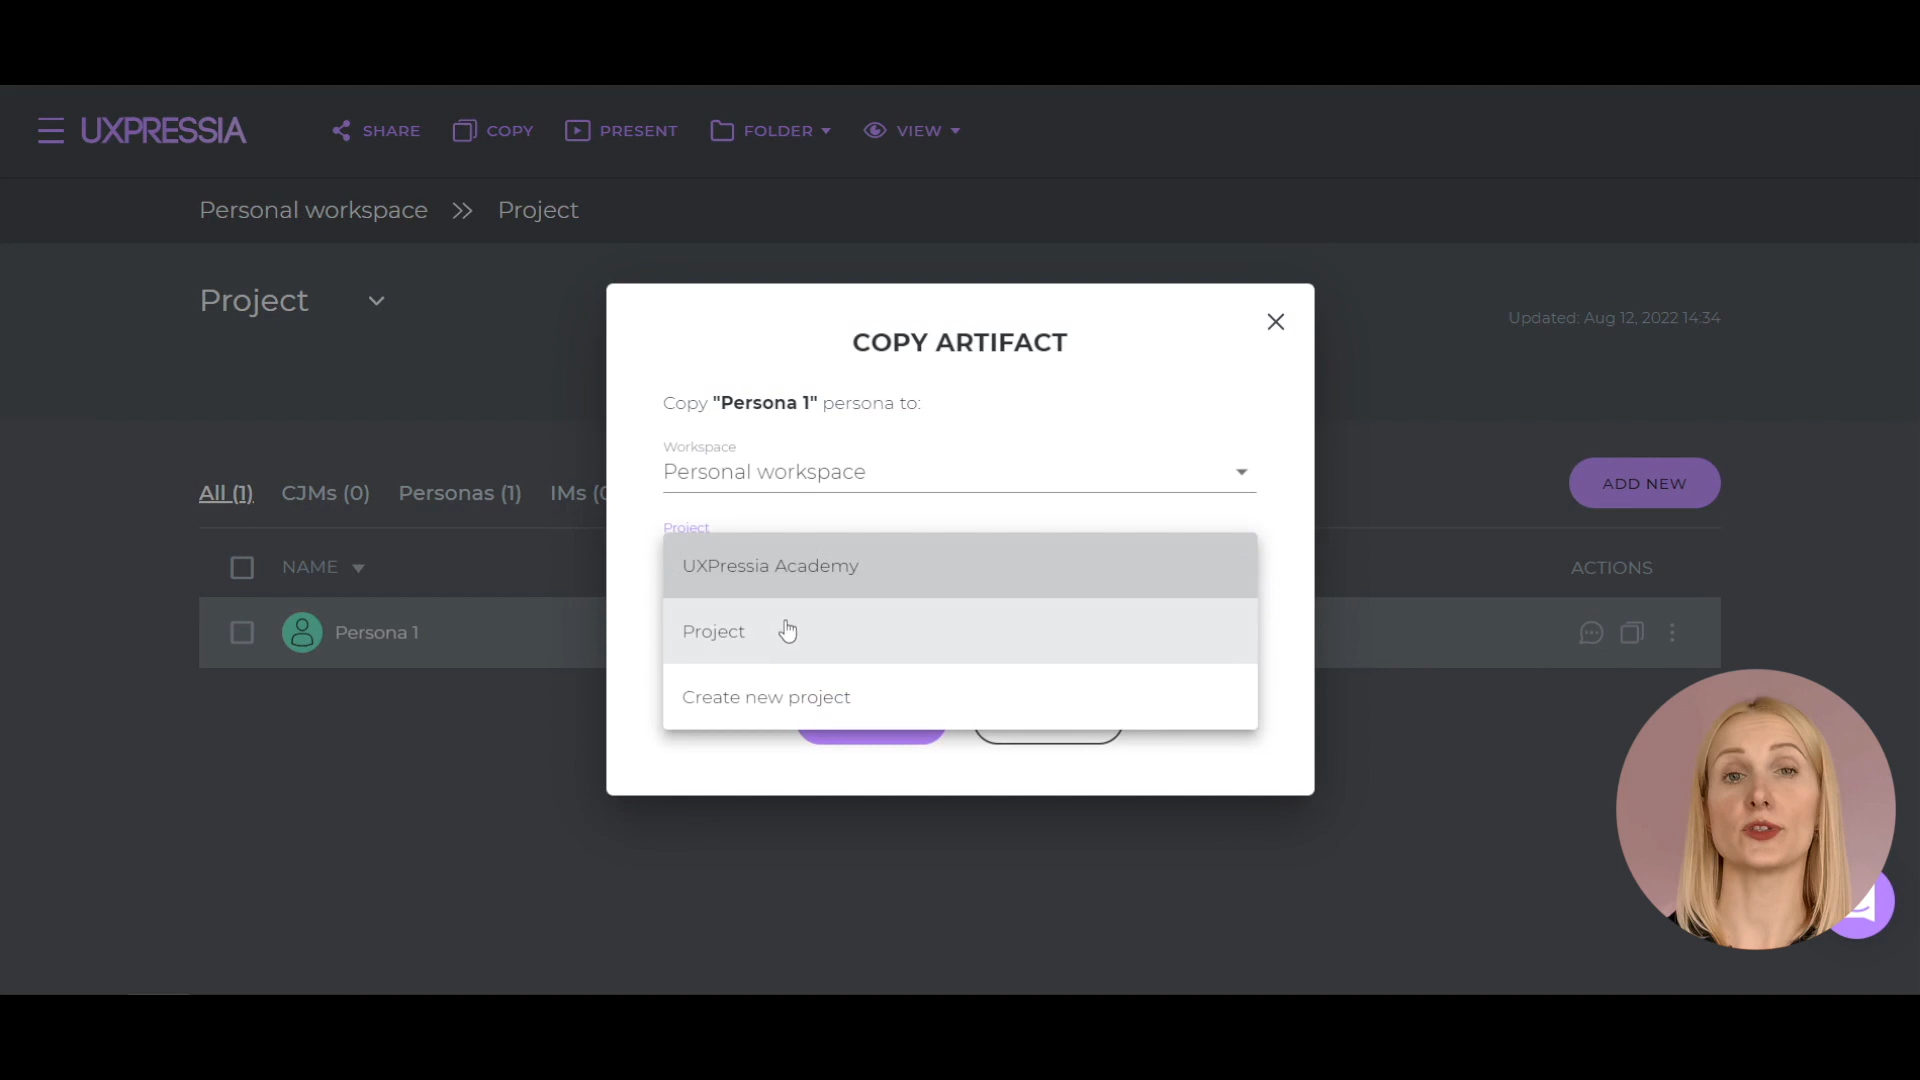 UXPRESSIA
SHARE
COPY
PRESENT
FOLDER
VIEW
Personal workspace
Project
Project
Updated: Aug 12, 2022 14:34
COPY ARTIFACT
Copy "Persona 1" persona to:
Workspace
Personal workspace
Project
UXPressia Academy
Project
Create new project
All (1)
CJMs (0)
Personas (1)
IMs
ADD NEW
NAME
ACTIONS
Persona 1